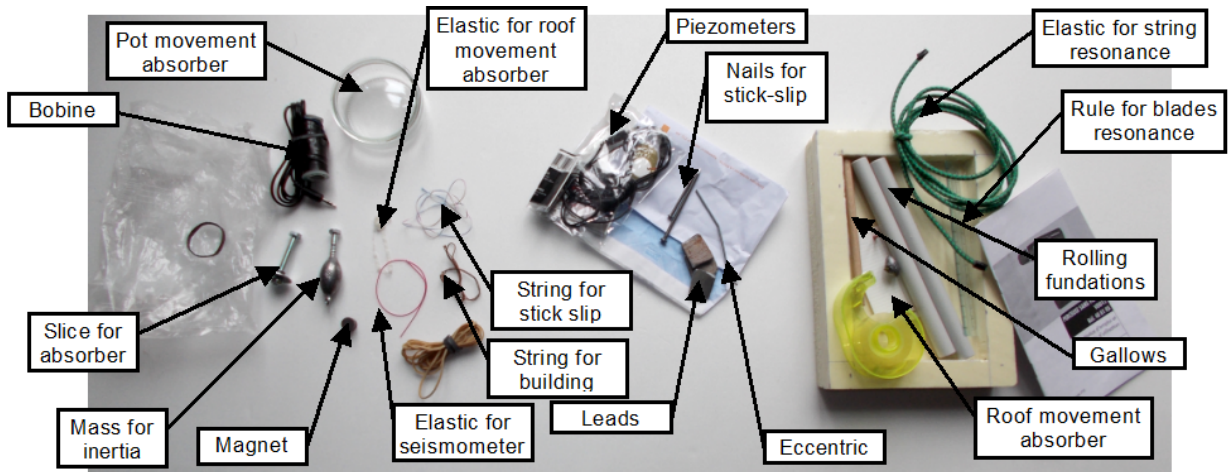 Pot movement
absorber
Elastic for roof
movement
absorber
Piezometers
Elastic for string
resonance
Nails for
stick-slip
Bobine
Rule for blades
resonance
Rolling
fundations
String for
stick slip
Slice for
absorber
Gallows
String for
building
Mass for
inertia
Magnet
Elastic for
seismometer
Leads
Eccentric
Roof movement
absorber